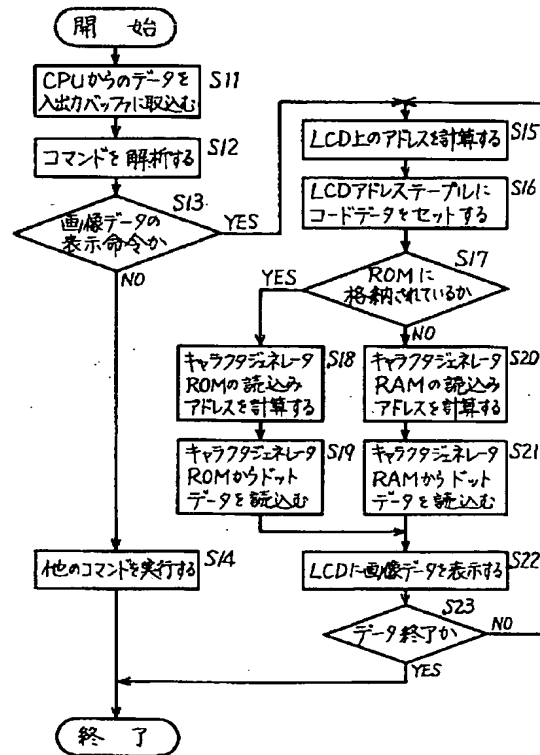 開始
CPUからのデータを
入出力バッファに取込む
S11
コマンドを解析する
S12
画像データの
表示命令か
S13
YES
NO
他のコマンドを実行する
S14
LCD上のアドレスを計算する
S15
LCDアドレステーブルに
コードデータをセットする
S16
ROMに
格納されているか
S17
YES
NO
キャラクタジェネレータ
ROMの読込み
アドレスを計算する
S18
キャラクタジェネレータ
ROMからドット
データを読込む
S19
キャラクタジェネレータ
RAMの読込み
アドレスを計算する
S20
キャラクタジェネレータ
RAMからドット
データを読込む
S21
LCDに画像データを表示する
S22
データ終了か
S23
NO
YES
終了